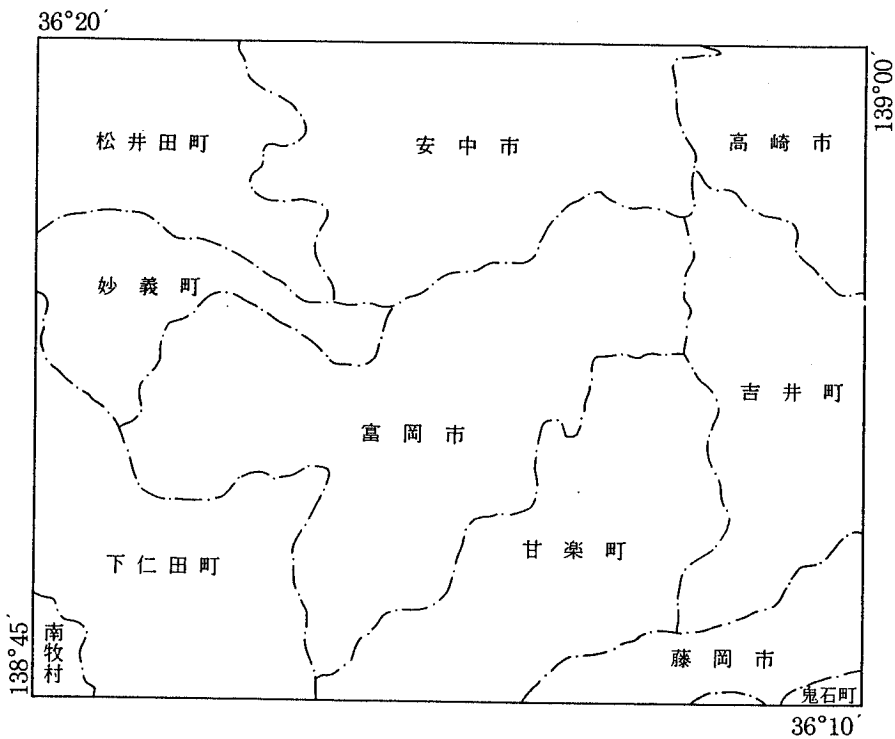 36°20′
139°00′
松井田町
安中市
高崎市
妙義町
吉井町
富岡市
甘楽町
下仁田町
南牧村
138°45′
藤岡市
鬼石町
36°10′